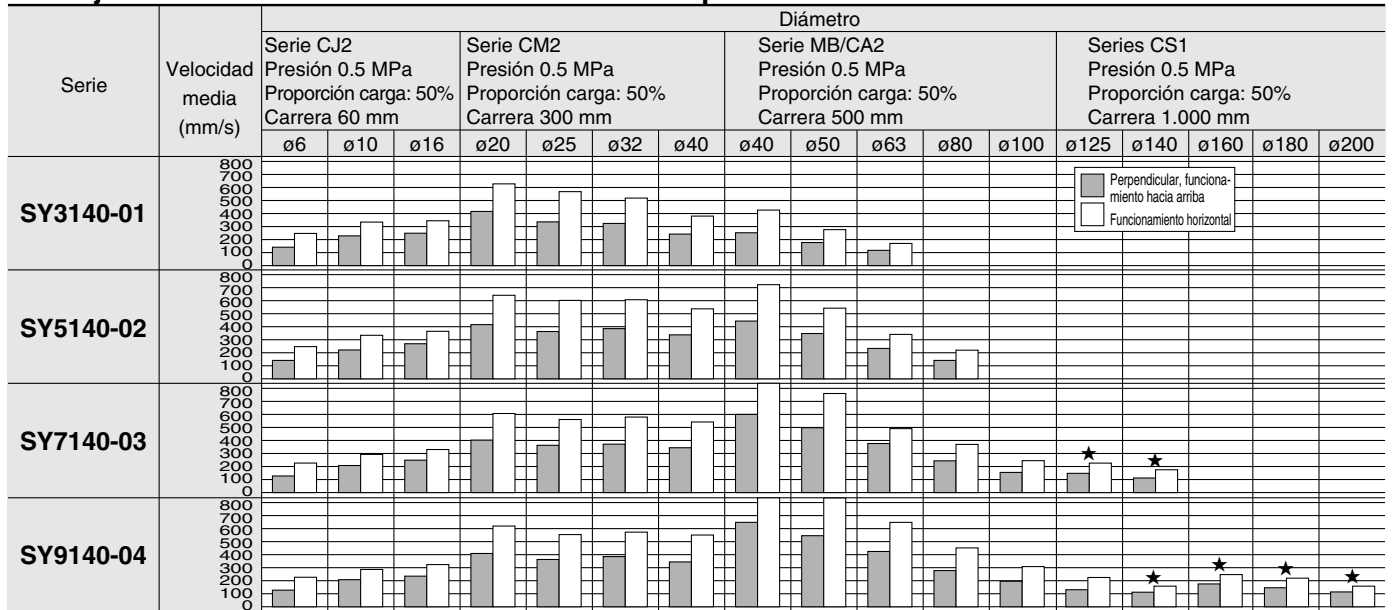 Diámetro
Serie
Velocidad
media
(mm/s)
Serie CJ2
Presión 0.5 MPa
Proporción carga: 50%
Carrera 60 mm
Serie CM2
Presión 0.5 MPa
Proporción carga: 50%
Carrera 300 mm
Serie MB/CA2
Presión 0.5 MPa
Proporción carga: 50%
Carrera 500 mm
Series CS1
Presión 0.5 MPa
Proporción carga: 50%
Carrera 1.000 mm
ø6 ø10 ø16 ø20 ø25 ø32 ø40 ø40 ø50 ø63 ø80 ø100 ø125 ø140 ø160 ø180 ø200
SY3140-01
800
700
600
500
400
300
200
100
0
Perpendicular, funciona-
miento hacia arriba
Funcionamiento horizontal
SY5140-02
800
700
600
500
400
300
200
100
0
SY7140-03
800
700
600
500
400
300
200
100
0
★ ★
SY9140-04
800
700
600
500
400
300
200
100
0
★ ★ ★ ★